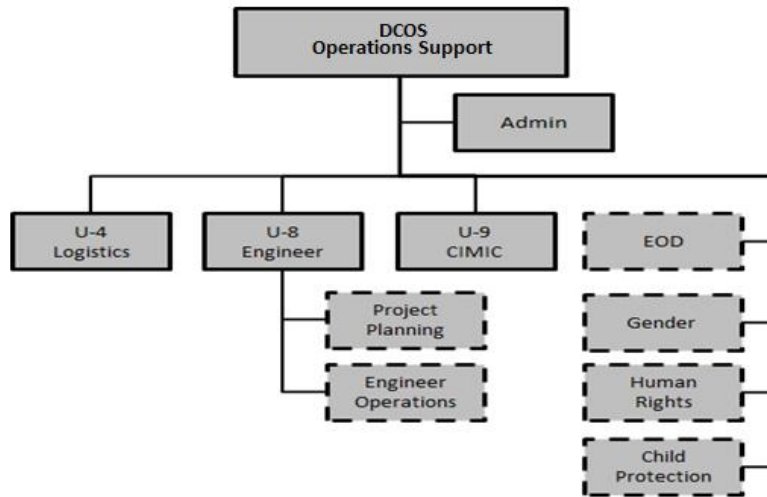 DCOS
Operations Support
Admin
U-4
Logistics
U-8
Engineer
U-9
CIMIC
EOD
Project
Planning
Gender
Engineer
Operations
Human
Rights
Child
Protection